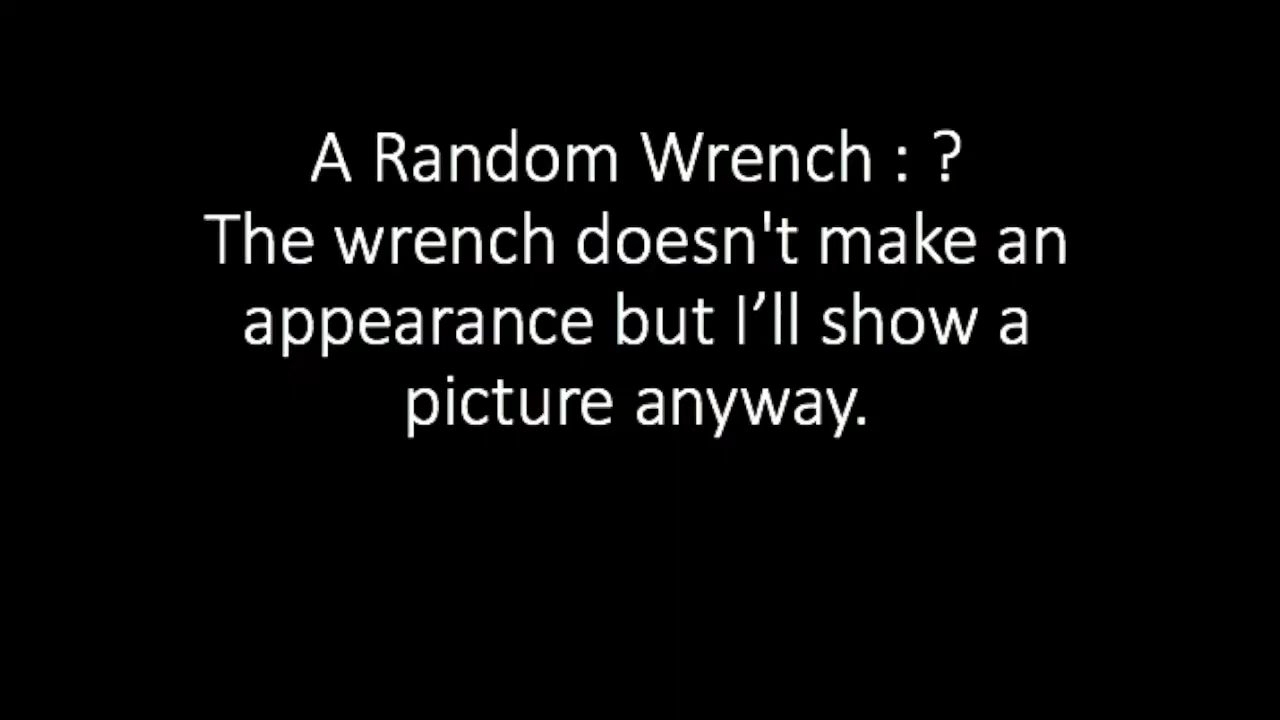 A Random Wrench : ?
The wrench doesn't make an
appearance but I’ll show a
picture anyway.